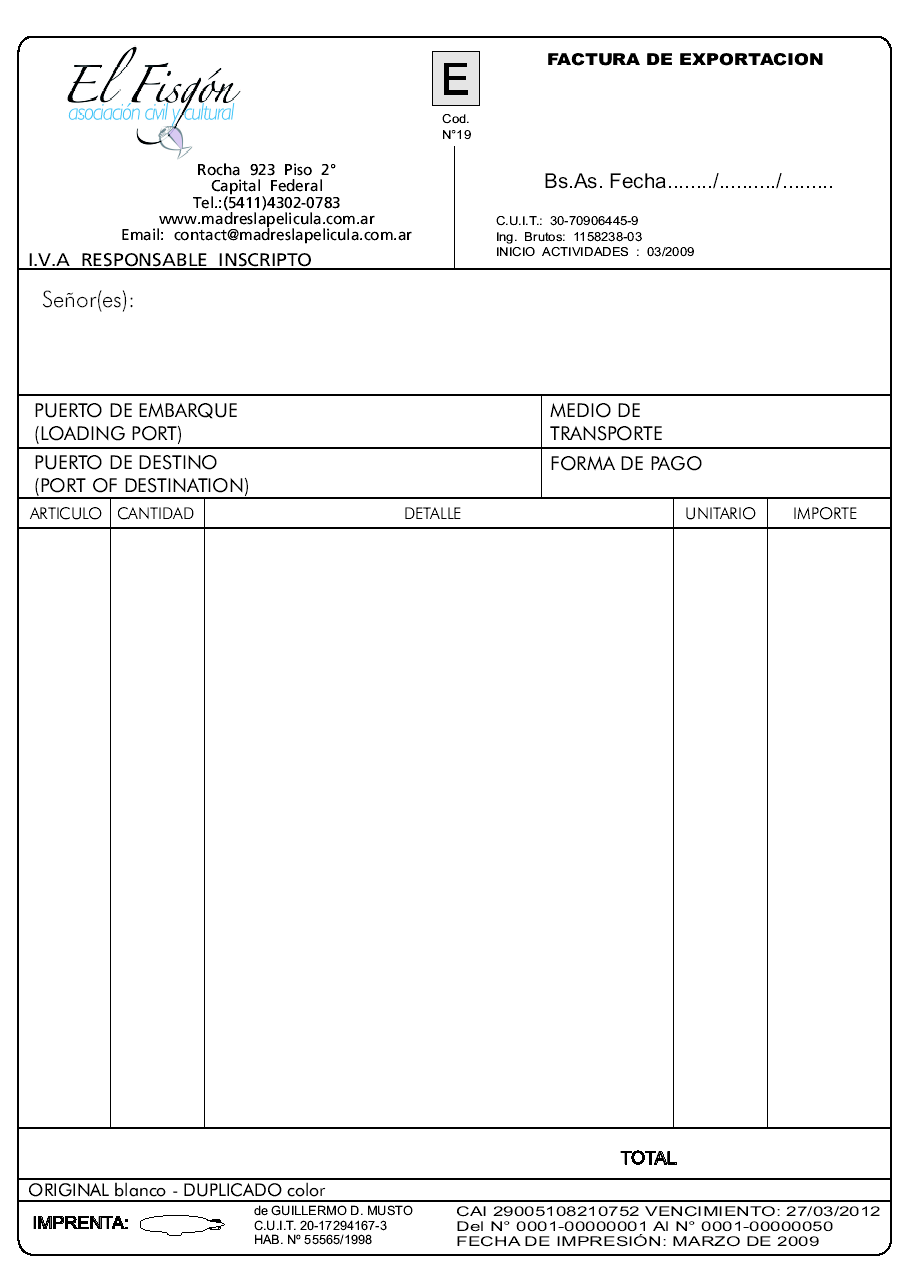 El Fisgón
asociación civil y cultural
Rocha 923 Piso 2°
Capital Federal
Tel.:(5411)4302-0783
www.madreslapelicula.com.ar
Email: contact@madreslapelicula.com.ar
I.V.A RESPONSABLE INSCRIPTO
E
Cod.
N°19
FACTURA DE EXPORTACION
Bs.As. Fecha......../........../.........
C.U.I.T.: 30-70906445-9
Ing. Brutos: 1158238-03
INICIO ACTIVIDADES : 03/2009
Señor(es):
PUERTO DE EMBARQUE
(LOADING PORT)
MEDIO DE
TRANSPORTE
PUERTO DE DESTINO
(PORT OF DESTINATION)
FORMA DE PAGO
ARTICULO CANTIDAD DETALLE UNITARIO IMPORTE
TOTAL
ORIGINAL blanco - DUPLICADO color
IMPRENTA:
de GUILLERMO D. MUSTO
C.U.I.T. 20-17294167-3
HAB. Nº 55565/1998
CAI 29005108210752 VENCIMIENTO: 27/03/2012
Del N° 0001-00000001 Al N° 0001-00000050
FECHA DE IMPRESIÓN: MARZO DE 2009